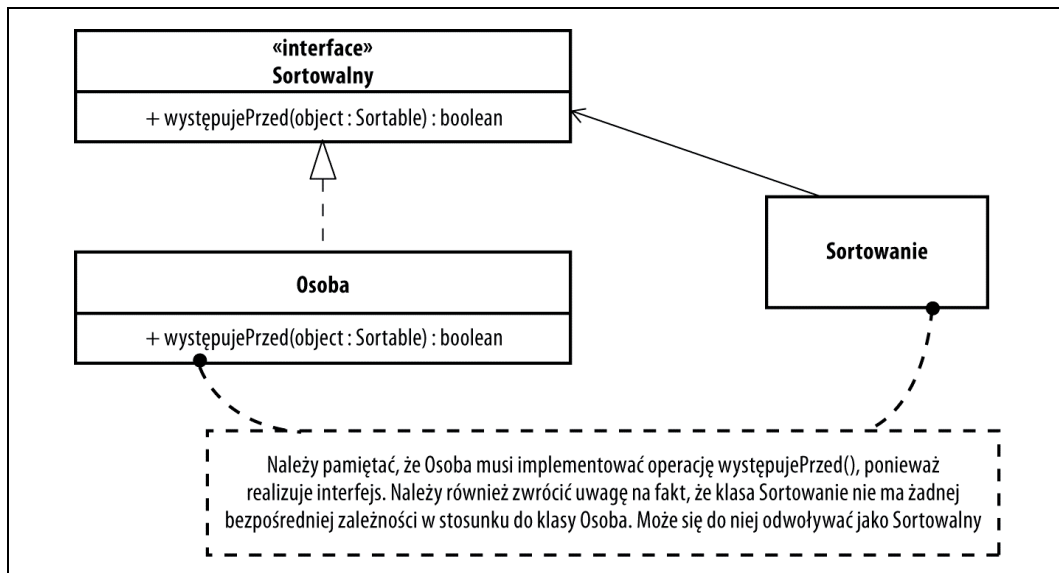 «interface»
Sortowalny
+ występujePrzed(object : Sortable) : boolean
Osoba
+ występujePrzed(object : Sortable) : boolean
Sortowanie
Należy pamiętać, że Osoba musi implementować operację występujePrzed(), ponieważ
realizuje interfejs. Należy również zwrócić uwagę na fakt, że klasa Sortowanie nie ma żadnej
bezpośredniej zależności w stosunku do klasy Osoba. Może się do niej odwoływać jako Sortowalny